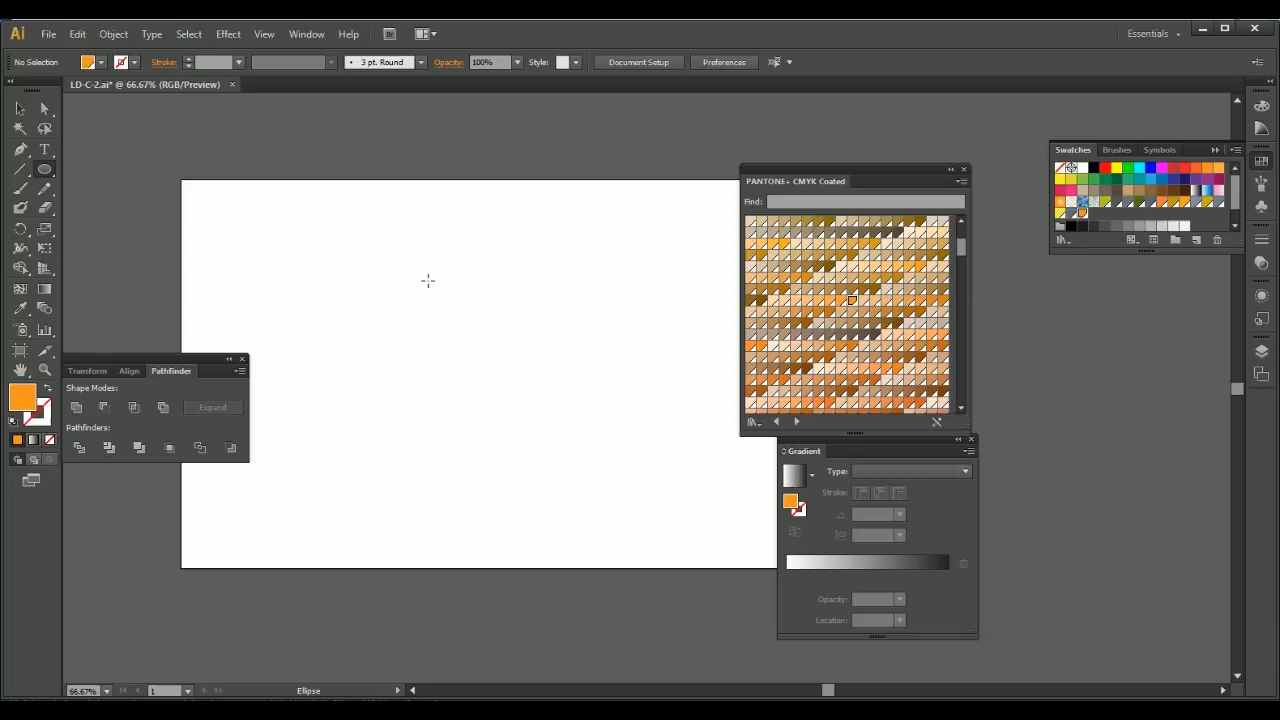 Ai File Edit Object Type Select Effect View Window Help Br Essentials
No Selection Stroke: 3 pt. Round Opacity: 100% Style: Document Setup Preferences
LD-C-2.ai* @ 66.67% (RGB/Preview)
Swatches Brushes Symbols
PANTONE+ CMYK Coated
Find:
Transform Align Pathfinder
Shape Modes:
Expand
Pathfinders:
Gradient
Type:
Stroke:
Opacity:
Location:
66.67% 1 Ellipse